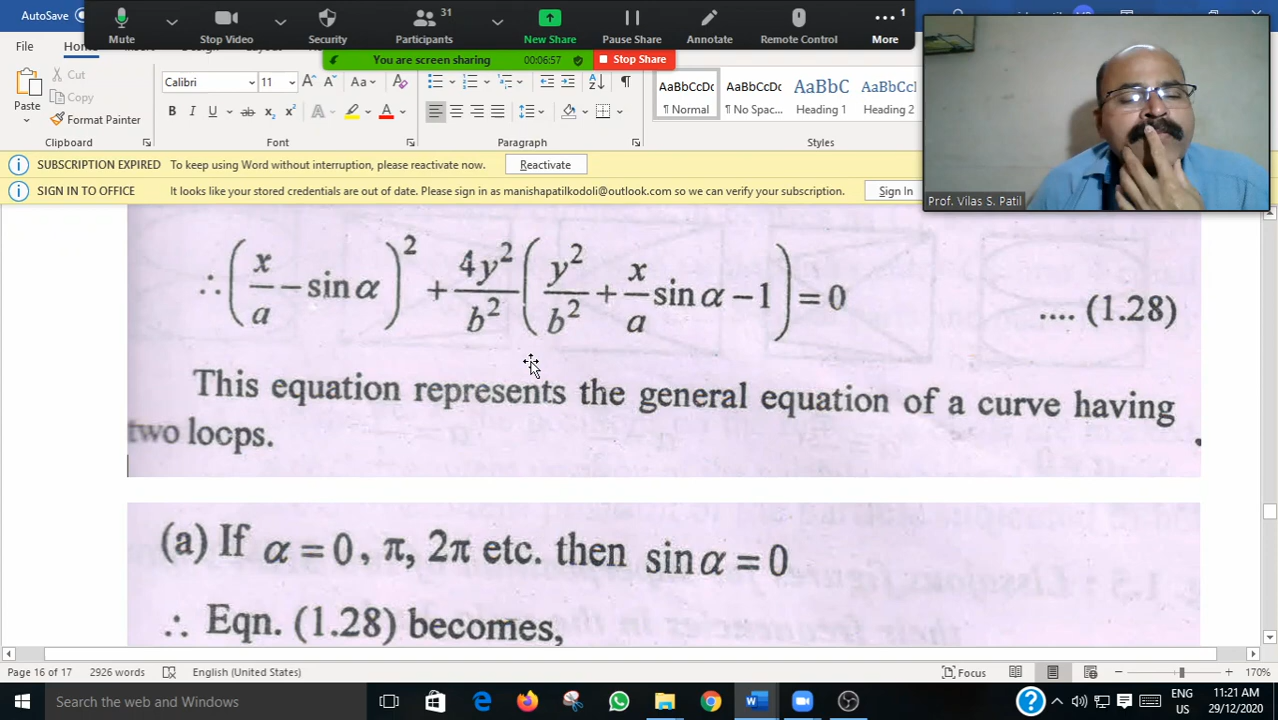 AutoSave
Mute
Stop Video
Security
31
Participants
New Share
Pause Share
Annotate
Remote Control
1
More
You are screen sharing
00:06:57
Stop Share
File
Home
Paste
Cut
Copy
Format Painter
Clipboard
Calibri
11
Font
Paragraph
AaBbCcDc
¶ Normal
AaBbCcDc
¶ No Spac...
AaBbC
Heading 1
AaBbCcI
Heading 2
Styles
SUBSCRIPTION EXPIRED To keep using Word without interruption, please reactivate now. Reactivate
SIGN IN TO OFFICE It looks like your stored credentials are out of date. Please sign in as manishapatilkodoli@outlook.com so we can verify your subscription. Sign In
Prof. Vilas S. Patil
∴ (x/a − sin α)² + 4y²/b² (y²/b² + x/a sin α − 1) = 0 .... (1.28)
This equation represents the general equation of a curve having
two loops.
(a) If α = 0, π, 2π etc. then sin α = 0
∴ Eqn. (1.28) becomes,
Page 16 of 17 2926 words English (United States) Focus 170%
Search the web and Windows
ENG
US
11:21 AM
29/12/2020